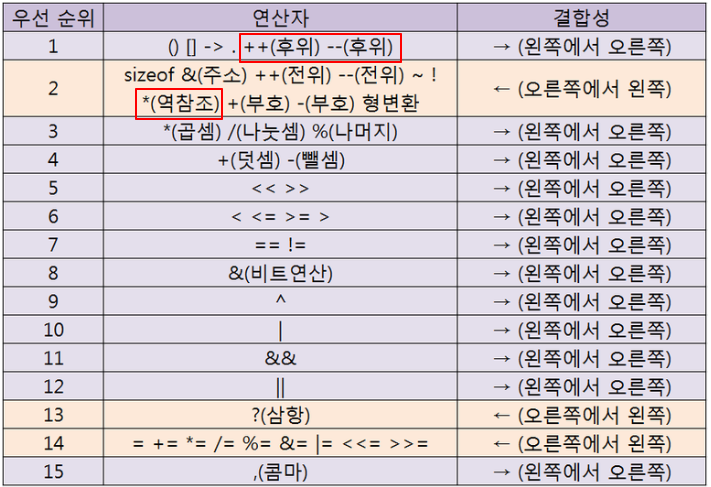 우선 순위 연산자 결합성
1 () [] -> . ++(후위) --(후위) → (왼쪽에서 오른쪽)
2 sizeof &(주소) ++(전위) --(전위) ~ ! ← (오른쪽에서 왼쪽)
*(역참조) +(부호) -(부호) 형변환
3 *(곱셈) /(나눗셈) %(나머지) → (왼쪽에서 오른쪽)
4 +(덧셈) -(뺄셈) → (왼쪽에서 오른쪽)
5 << >> → (왼쪽에서 오른쪽)
6 < <= >= > → (왼쪽에서 오른쪽)
7 == != → (왼쪽에서 오른쪽)
8 &(비트연산) → (왼쪽에서 오른쪽)
9 ^ → (왼쪽에서 오른쪽)
10 | → (왼쪽에서 오른쪽)
11 && → (왼쪽에서 오른쪽)
12 || → (왼쪽에서 오른쪽)
13 ?(삼항) ← (오른쪽에서 왼쪽)
14 = += *= /= %= &= |= <<= >>= ← (오른쪽에서 왼쪽)
15 ,(콤마) → (왼쪽에서 오른쪽)